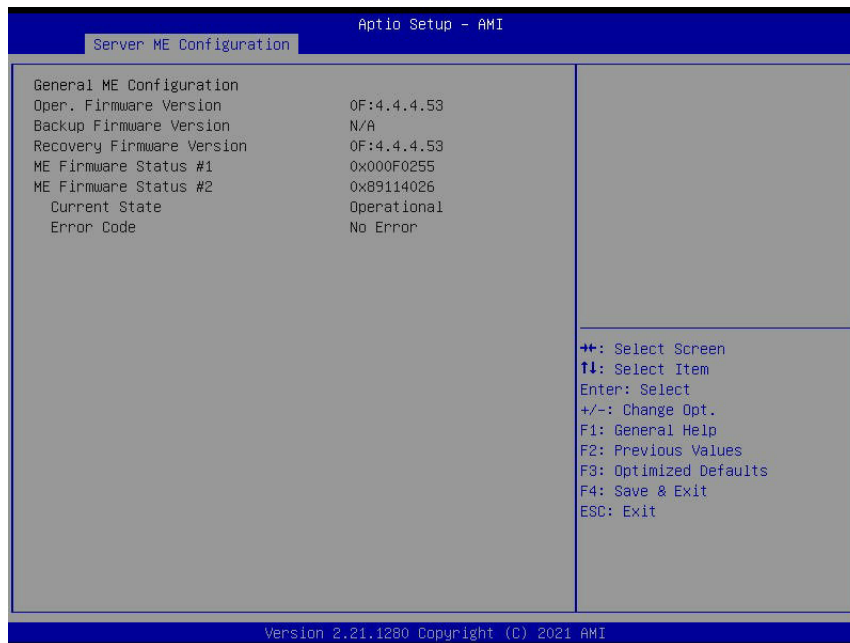 Aptio Setup – AMI
Server ME Configuration
General ME Configuration
Oper. Firmware Version 0F:4.4.4.53
Backup Firmware Version N/A
Recovery Firmware Version 0F:4.4.4.53
ME Firmware Status #1 0x000F0255
ME Firmware Status #2 0x89114026
Current State Operational
Error Code No Error
→←: Select Screen
↑↓: Select Item
Enter: Select
+/-: Change Opt.
F1: General Help
F2: Previous Values
F3: Optimized Defaults
F4: Save & Exit
ESC: Exit
Version 2.21.1280 Copyright (C) 2021 AMI